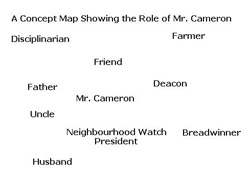 A Concept Map Showing the Role of Mr. Cameron
Disciplinarian
Farmer
Friend
Father
Deacon
Mr. Cameron
Uncle
Neighbourhood Watch
President
Breadwinner
Husband